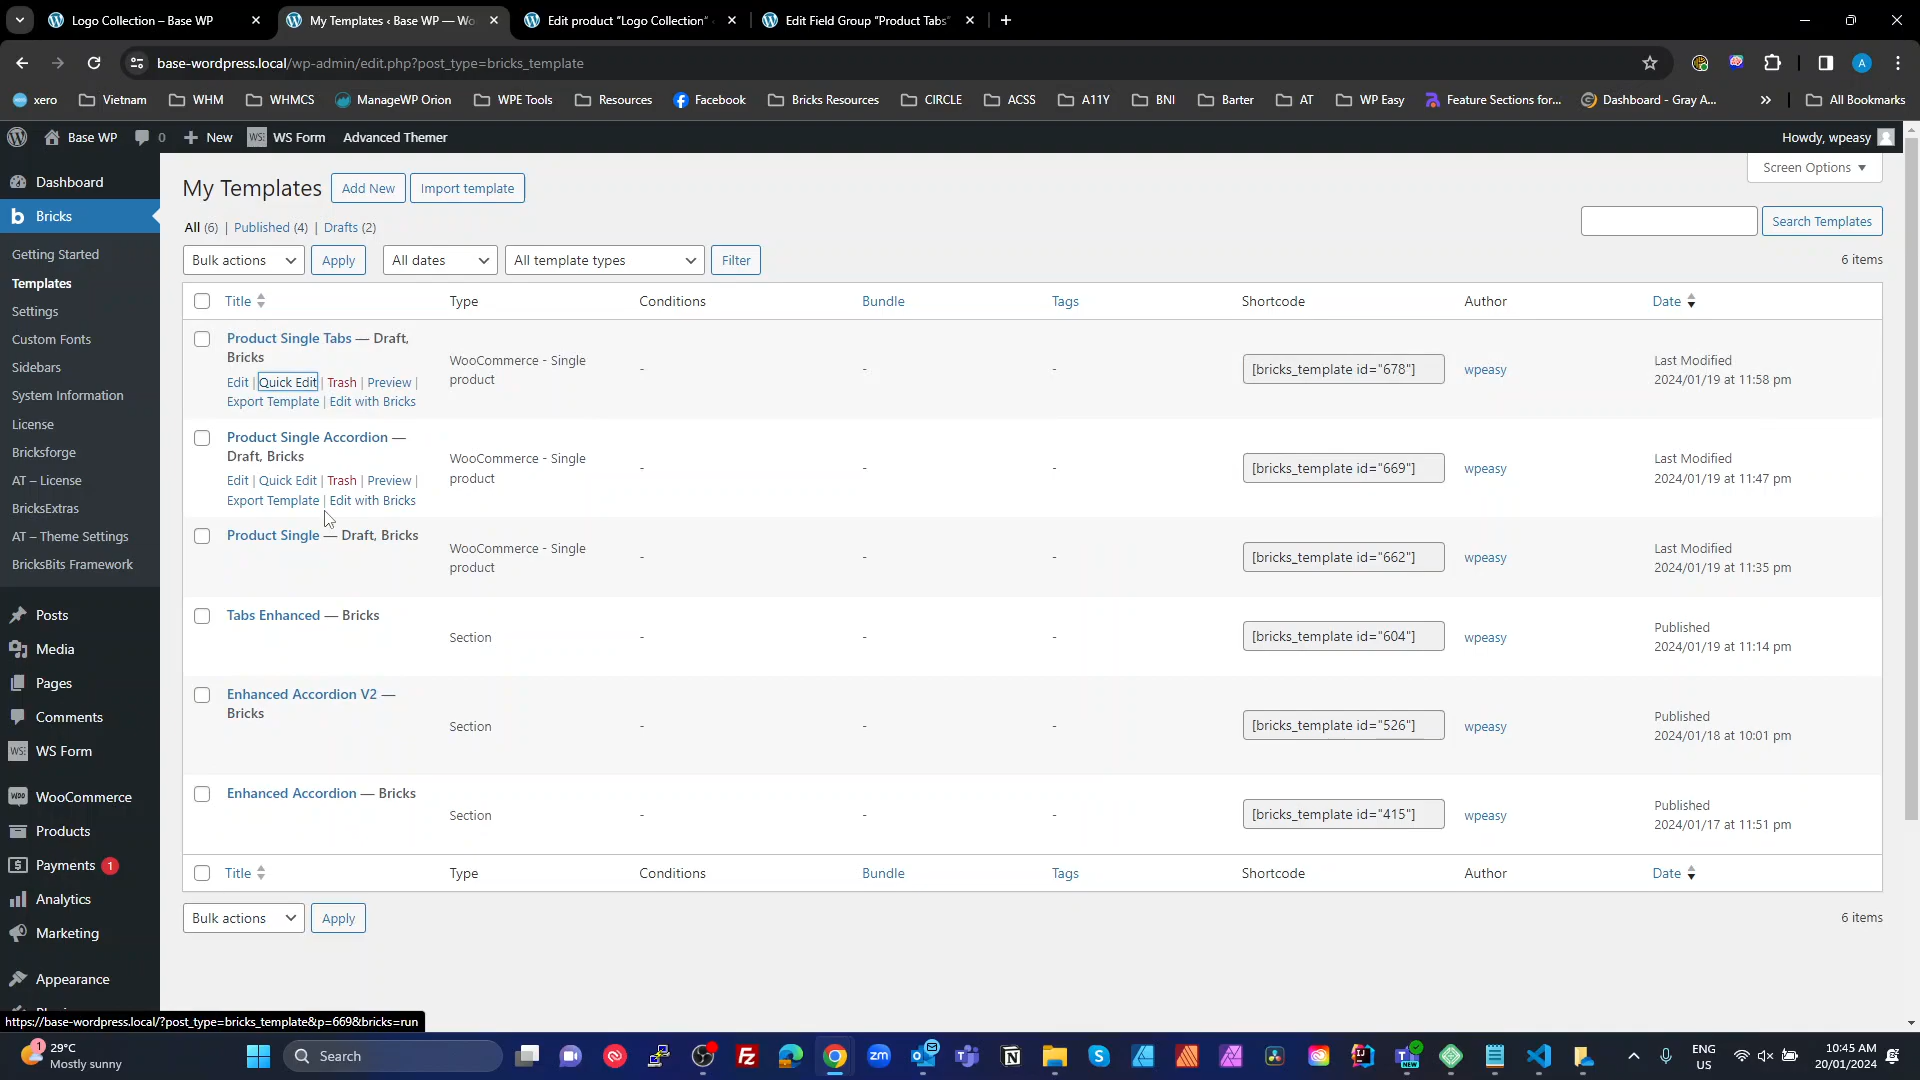 Logo Collection – Base WP
My Templates ‹ Base WP — Wo
Edit product "Logo Collection"
Edit Field Group "Product Tabs"
base-wordpress.local/wp-admin/edit.php?post_type=bricks_template
xero
Vietnam
WHM
WHMCS
ManageWP Orion
WPE Tools
Resources
Facebook
Bricks Resources
CIRCLE
ACSS
A11Y
BNI
Barter
AT
WP Easy
Feature Sections for...
Dashboard - Gray A...
All Bookmarks
Base WP
0
New
WS Form
Advanced Themer
Howdy, wpeasy
Dashboard
Bricks
Getting Started
Templates
Settings
Custom Fonts
Sidebars
System Information
License
Bricksforge
AT – License
BricksExtras
AT – Theme Settings
BricksBits Framework
Posts
Media
Pages
Comments
WS Form
WooCommerce
Products
Payments 1
Analytics
Marketing
Appearance
My Templates
Add New
Import template
Screen Options
All (6) | Published (4) | Drafts (2)
Search Templates
Bulk actions
Apply
All dates
All template types
Filter
6 items
Title Type Conditions Bundle Tags Shortcode Author Date
Product Single Tabs — Draft,
Bricks
Edit | Quick Edit | Trash | Preview |
Export Template | Edit with Bricks
WooCommerce - Single
product
-
-
-
[bricks_template id="678"]
wpeasy
Last Modified
2024/01/19 at 11:58 pm
Product Single Accordion —
Draft, Bricks
Edit | Quick Edit | Trash | Preview |
Export Template | Edit with Bricks
WooCommerce - Single
product
-
-
-
[bricks_template id="669"]
wpeasy
Last Modified
2024/01/19 at 11:47 pm
Product Single — Draft, Bricks
WooCommerce - Single
product
-
-
-
[bricks_template id="662"]
wpeasy
Last Modified
2024/01/19 at 11:35 pm
Tabs Enhanced — Bricks
Section
-
-
-
[bricks_template id="604"]
wpeasy
Published
2024/01/19 at 11:14 pm
Enhanced Accordion V2 —
Bricks
Section
-
-
-
[bricks_template id="526"]
wpeasy
Published
2024/01/18 at 10:01 pm
Enhanced Accordion — Bricks
Section
-
-
-
[bricks_template id="415"]
wpeasy
Published
2024/01/17 at 11:51 pm
Title Type Conditions Bundle Tags Shortcode Author Date
Bulk actions
Apply
6 items
https://base-wordpress.local/?post_type=bricks_template&p=669&bricks=run
29°C
Mostly sunny
Search
ENG
US
10:45 AM
20/01/2024